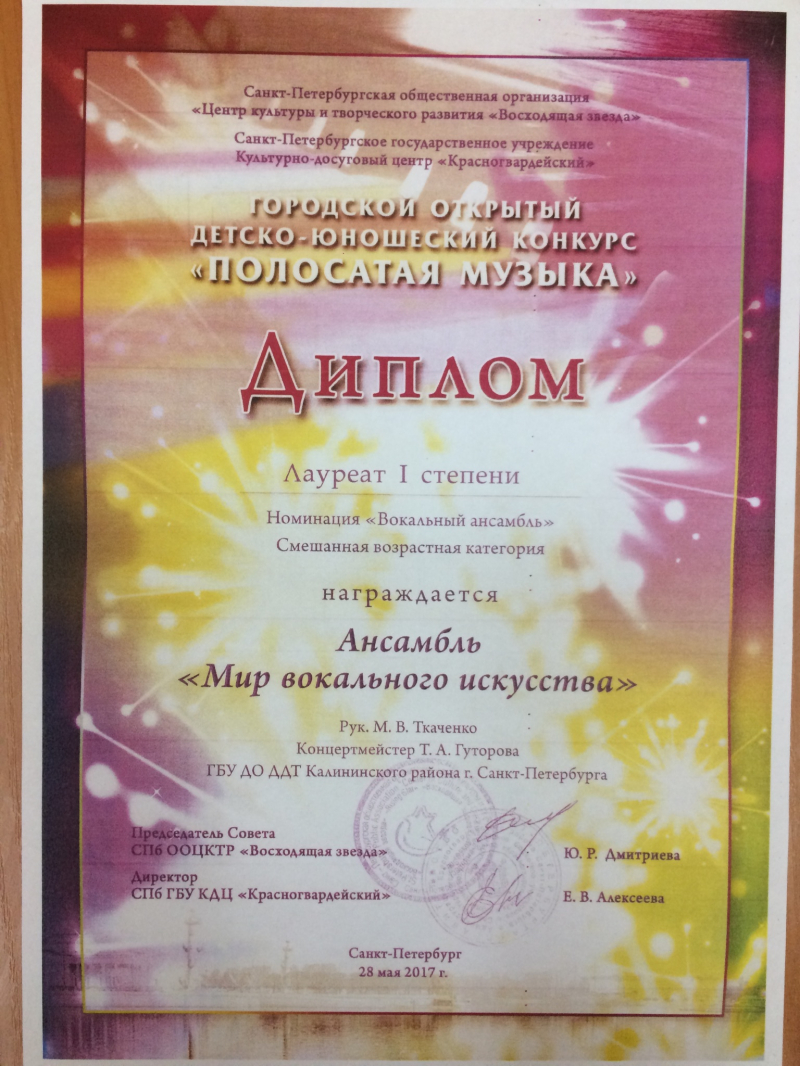 Санкт-Петербургская общественная организация
«Центр культуры и творческого развития «Восходящая звезда»
Санкт-Петербургское государственное учреждение
Культурно-досуговый центр «Красногвардейский»
ГОРОДСКОЙ ОТКРЫТЫЙ
ДЕТСКО-ЮНОШЕСКИЙ КОНКУРС
«ПОЛОСАТАЯ МУЗЫКА»
Диплом
Лауреат I степени
Номинация «Вокальный ансамбль»
Смешанная возрастная категория
награждается
Ансамбль
«Мир вокального искусства»
Рук. М. В. Ткаченко
Концертмейстер Т. А. Гуторова
ГБУ ДО ДДТ Калининского района г. Санкт-Петербурга
Председатель Совета
СПб ООЦКТР «Восходящая звезда»
Ю. Р. Дмитриева
Директор
СПб ГБУ КДЦ «Красногвардейский»
Е. В. Алексеева
Санкт-Петербург
28 мая 2017 г.